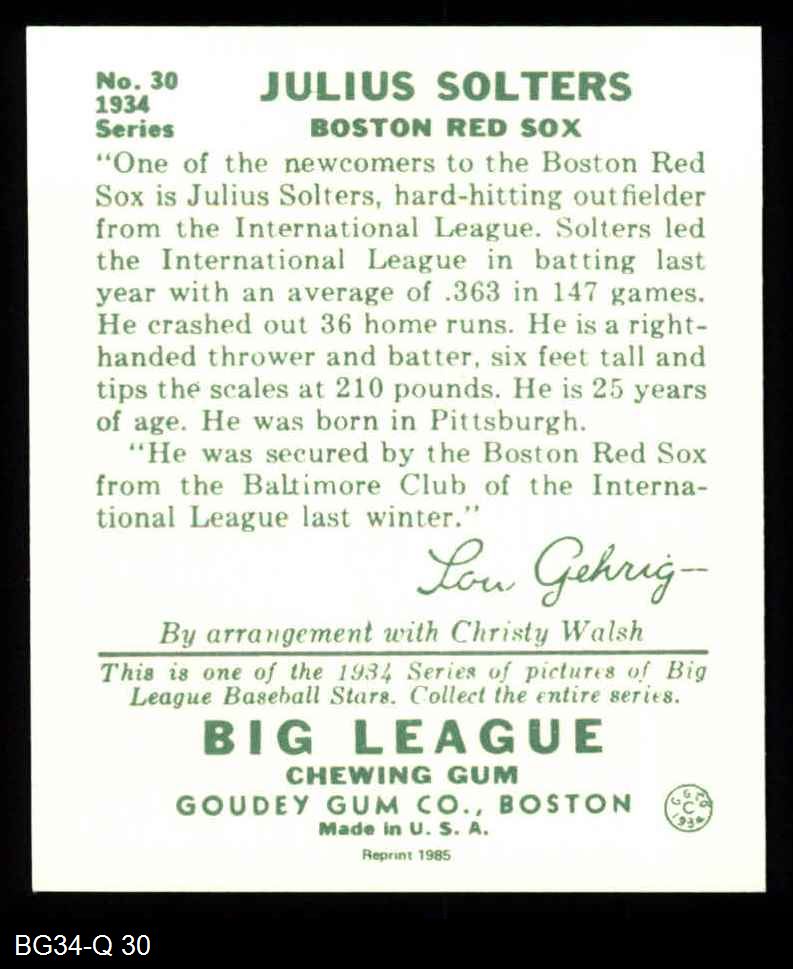 No. 30
1934
Series
JULIUS SOLTERS
BOSTON RED SOX
"One of the newcomers to the Boston Red
Sox is Julius Solters, hard-hitting outfielder
from the International League. Solters led
the International League in batting last
year with an average of .363 in 147 games.
He crashed out 36 home runs. He is a right-
handed thrower and batter, six feet tall and
tips the scales at 210 pounds. He is 25 years
of age. He was born in Pittsburgh.
"He was secured by the Boston Red Sox
from the Baltimore Club of the Interna-
tional League last winter."
Lou Gehrig
By arrangement with Christy Walsh
This is one of the 1934 Series of pictures of Big
League Baseball Stars. Collect the entire series.
BIG LEAGUE
CHEWING GUM
GOUDEY GUM CO., BOSTON
Made in U. S. A.
Reprint 1985
C
1934
BG34-Q 30